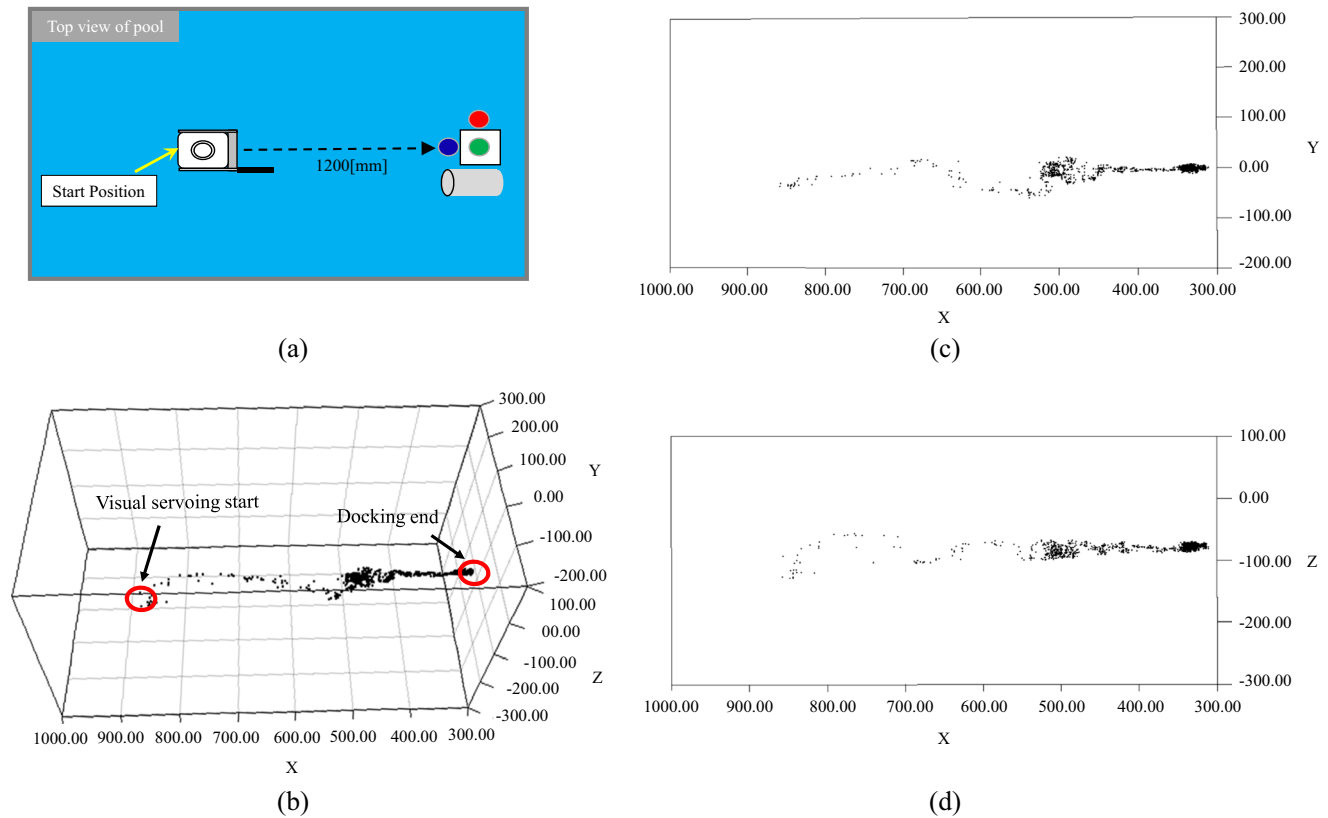 Top view of pool
1200[mm]
Start Position
(a)
300.00
200.00
100.00
0.00
-100.00
-200.00
Y
1000.00 900.00 800.00 700.00 600.00 500.00 400.00 300.00
X
(c)
300.00
200.00
100.00
0.00
-100.00
-200.00
Y
Visual servoing start
Docking end
100.00
00.00
-100.00
-200.00
-300.00
Z
1000.00 900.00 800.00 700.00 600.00 500.00 400.00 300.00
X
(b)
100.00
0.00
-100.00
-200.00
-300.00
Z
1000.00 900.00 800.00 700.00 600.00 500.00 400.00 300.00
X
(d)